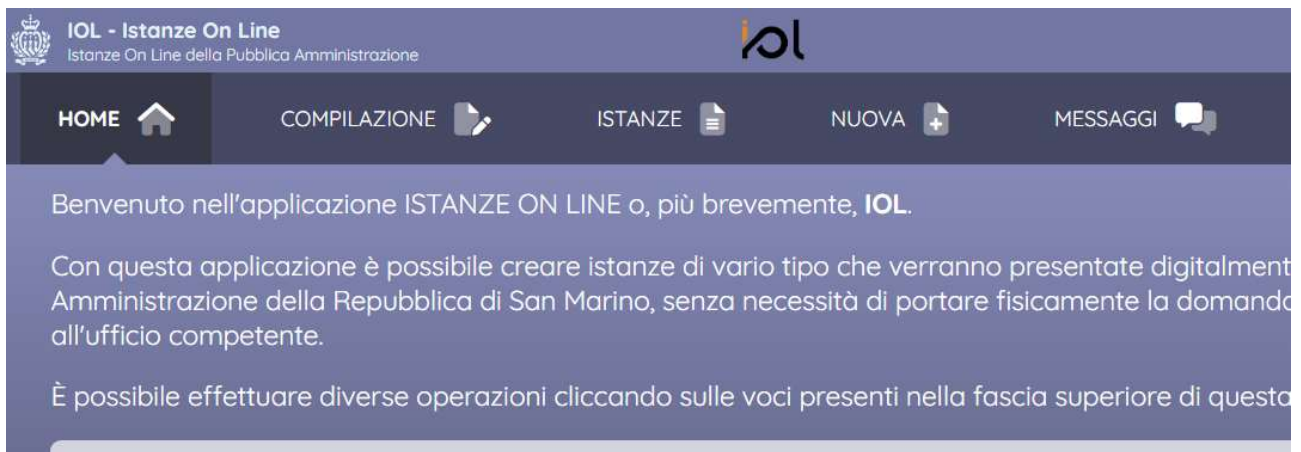 IOL - Istanze On Line
Istanze On Line della Pubblica Amministrazione
iol
HOME
COMPILAZIONE
ISTANZE
NUOVA
MESSAGGI
Benvenuto nell'applicazione ISTANZE ON LINE o, più brevemente, IOL.
Con questa applicazione è possibile creare istanze di vario tipo che verranno presentate digitalment
Amministrazione della Repubblica di San Marino, senza necessità di portare fisicamente la domanda
all'ufficio competente.
È possibile effettuare diverse operazioni cliccando sulle voci presenti nella fascia superiore di questa